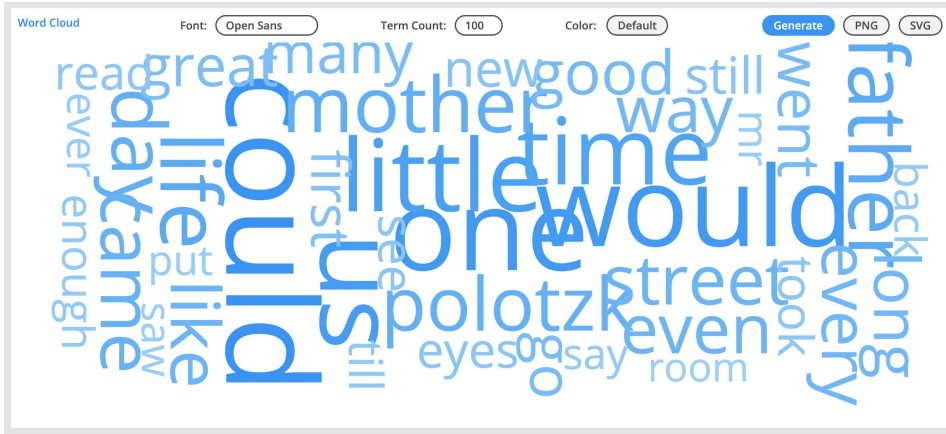 Word Cloud
Font: Open Sans Term Count: 100 Color: Default Generate PNG SVG
many
great
read
new
good
still
went
father
ever
day
could
mother
way
mr
time
little
life
first
back
would
one
came
enough
see
us
put
long
every
took
street
polotzk
like
saw
even
till
eyes
go
say
room